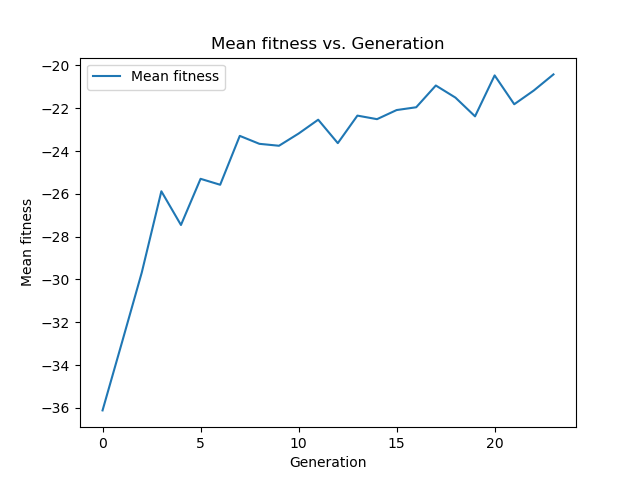 Mean fitness vs. Generation
Mean fitness
−20
−22
−24
−26
−28
−30
−32
−34
−36
Mean fitness
0 5 10 15 20
Generation